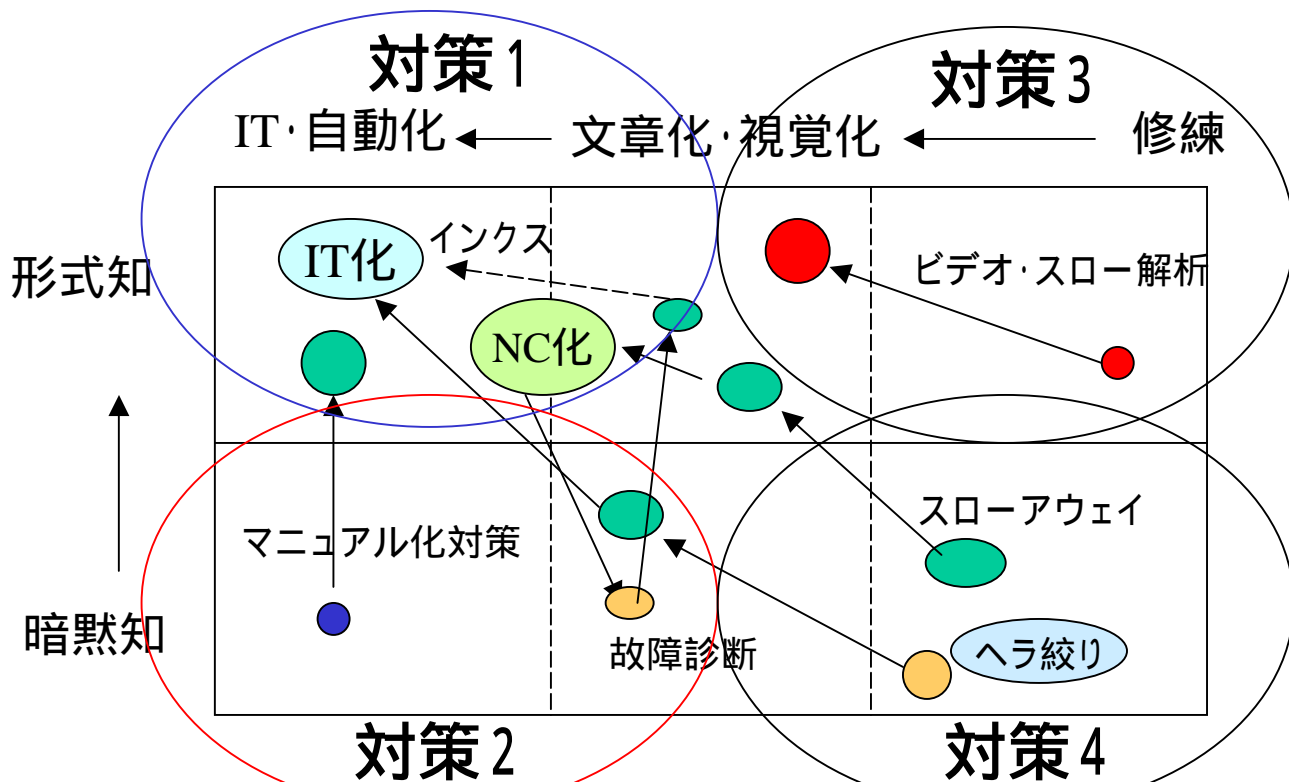 対策1
対策3
IT・自動化
文章化・視覚化
修練
インクス
IT化
形式知
ビデオ・スロー解析
NC化
スローアウェイ
マニュアル化対策
暗黙知
故障診断
ヘラ絞り
対策2
対策4